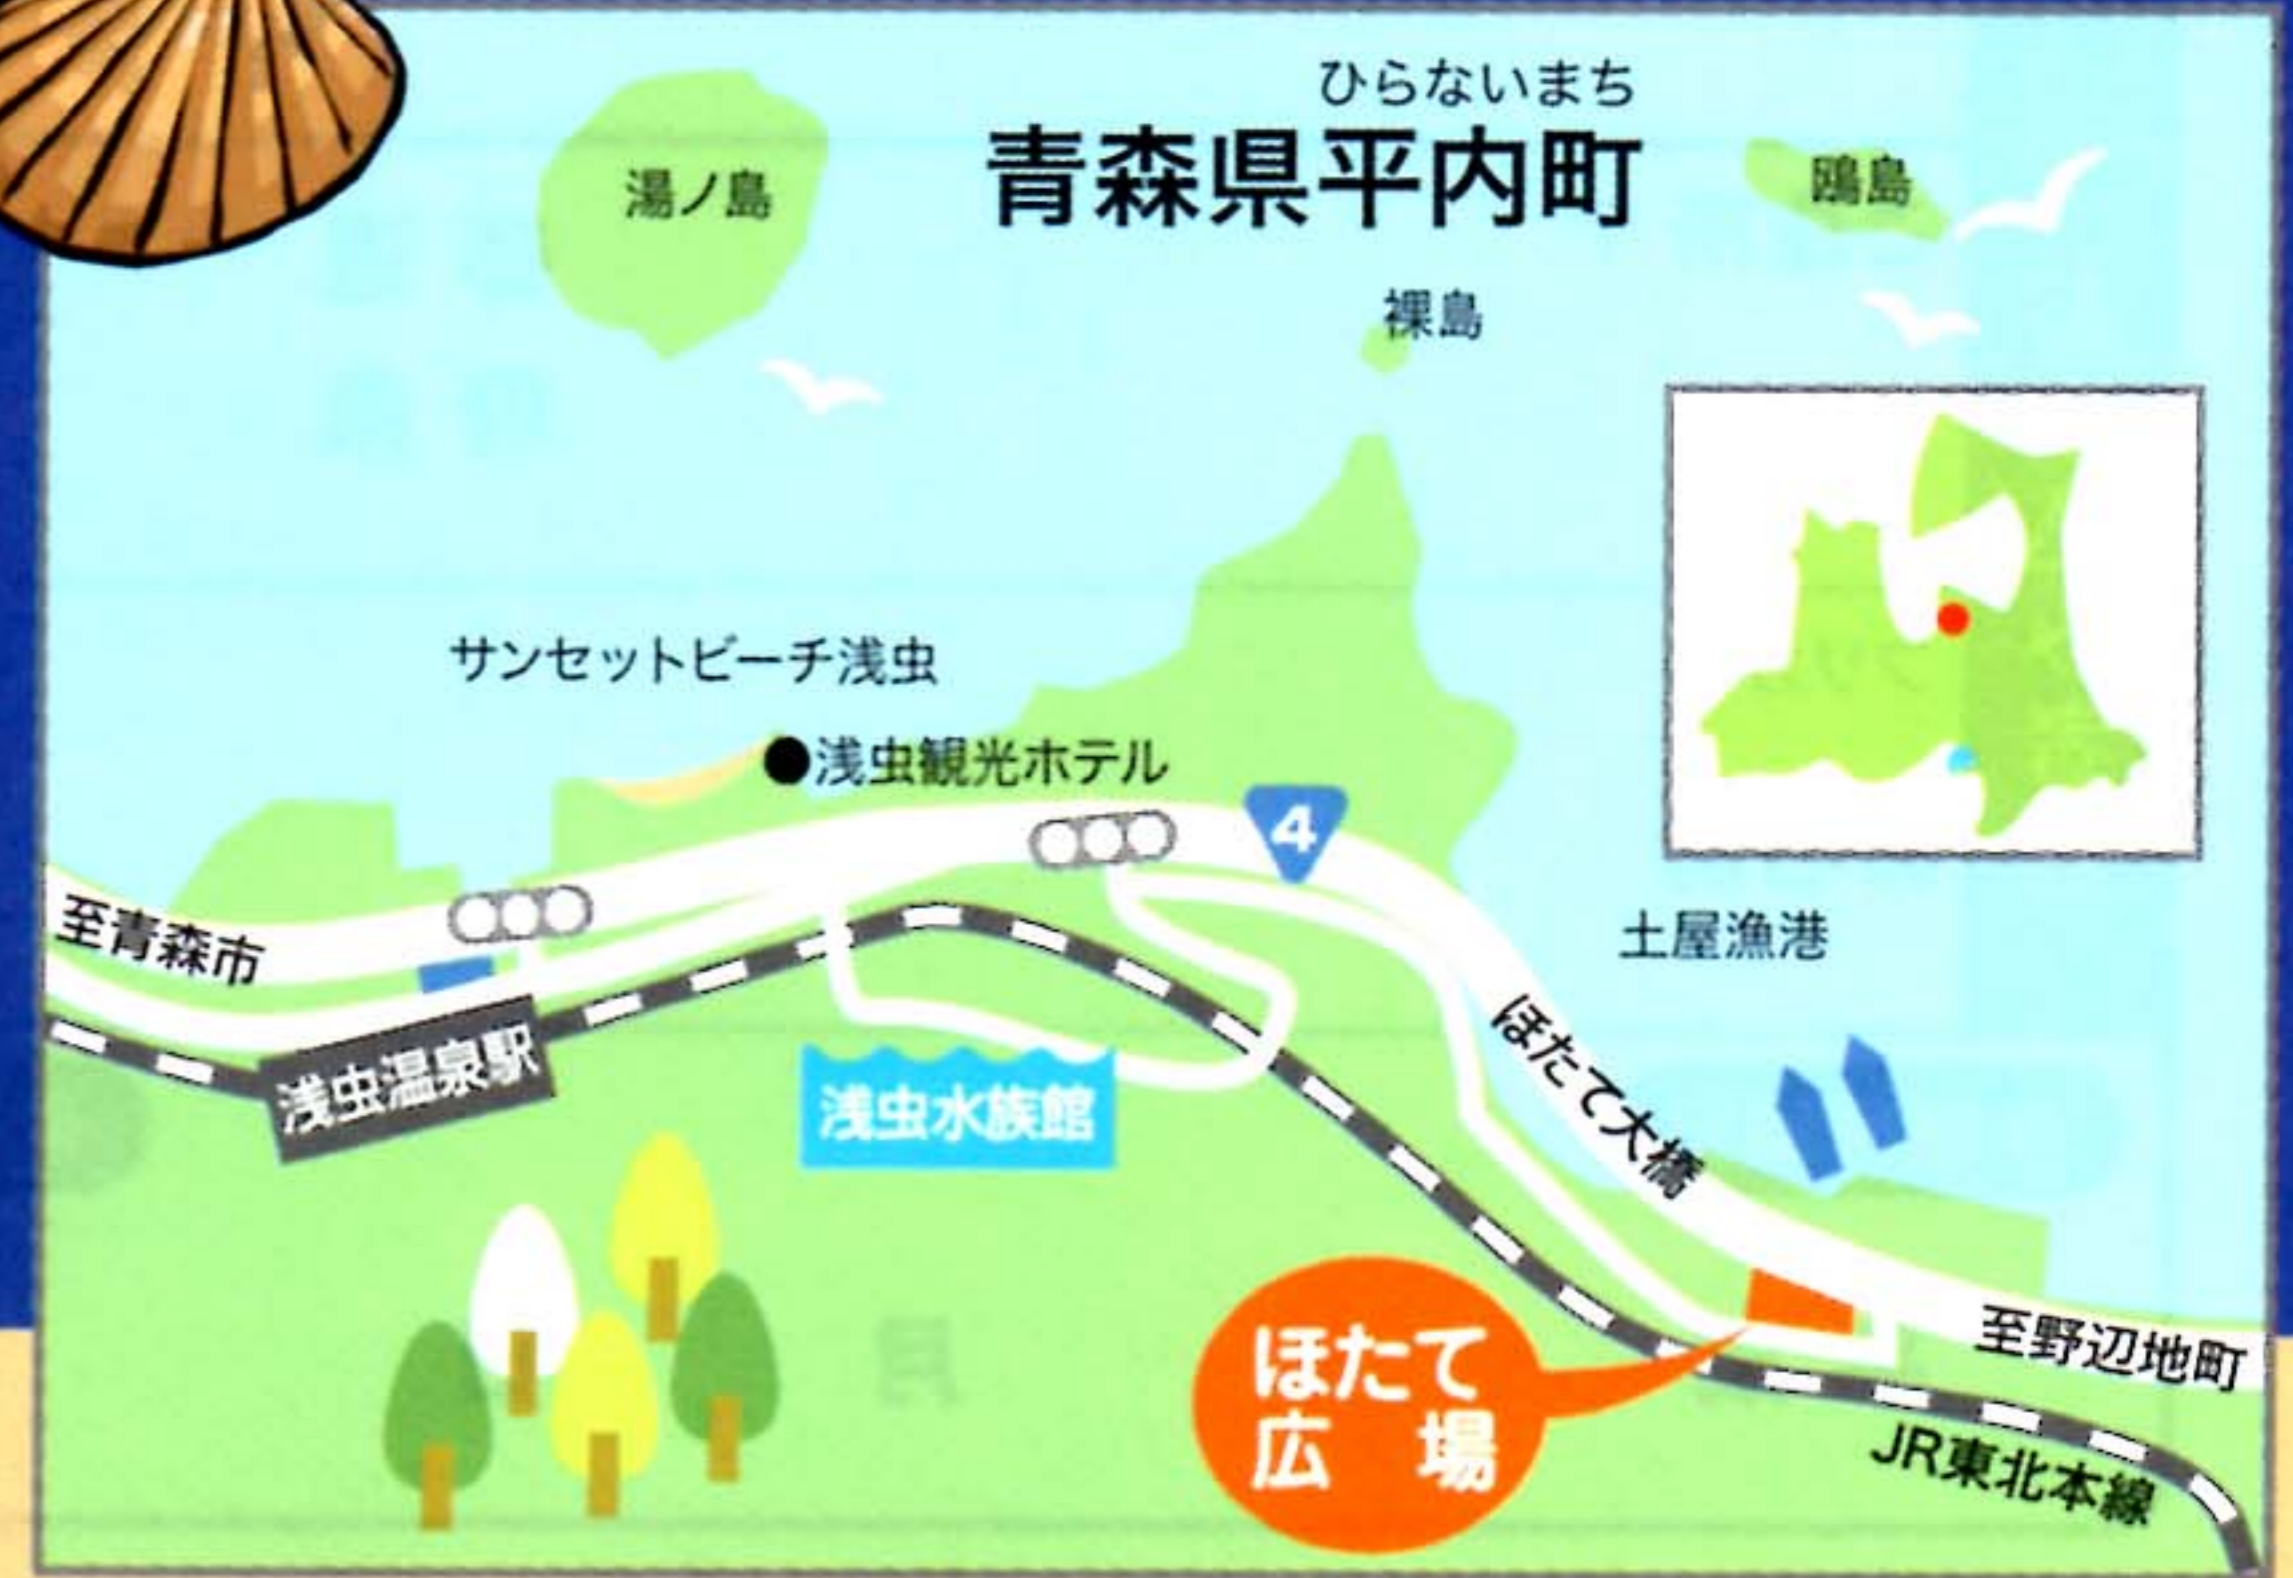 ひらないまち
青森県平内町
湯ノ島
鴎島
裸島
サンセットビーチ浅虫
浅虫観光ホテル
4
至青森市
土屋漁港
ほたて大橋
浅虫温泉駅
浅虫水族館
ほたて
広場
至野辺地町
JR東北本線